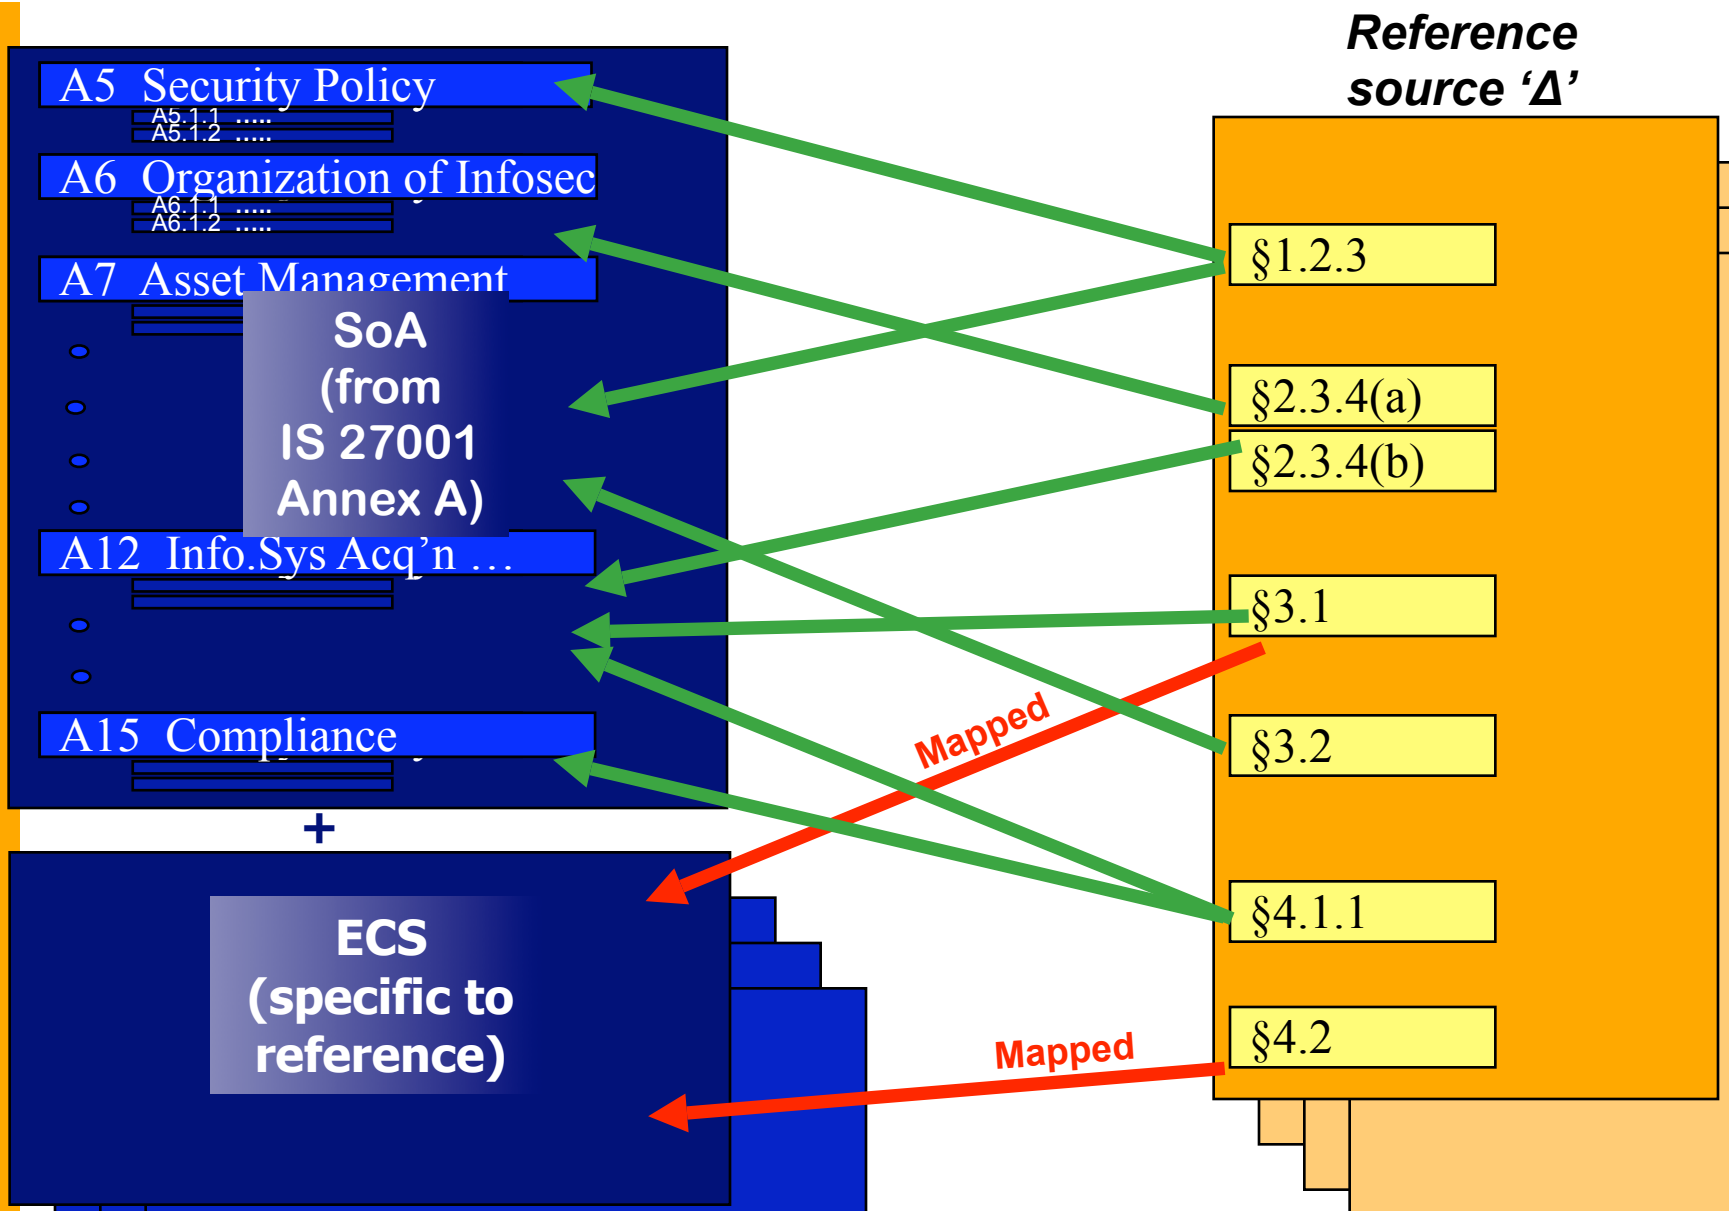 Reference
source ‘Δ’
A5 Security Policy
A5.1.1 .....
A5.1.2 .....
A6 Organization of Infosec
A6.1.1 .....
A6.1.2 .....
A7 Asset Management
SoA
(from
IS 27001
Annex A)
A12 Info.Sys Acq’n …
A15 Compliance
+
ECS
(specific to
reference)
Mapped
Mapped
§1.2.3
§2.3.4(a)
§2.3.4(b)
§3.1
§3.2
§4.1.1
§4.2